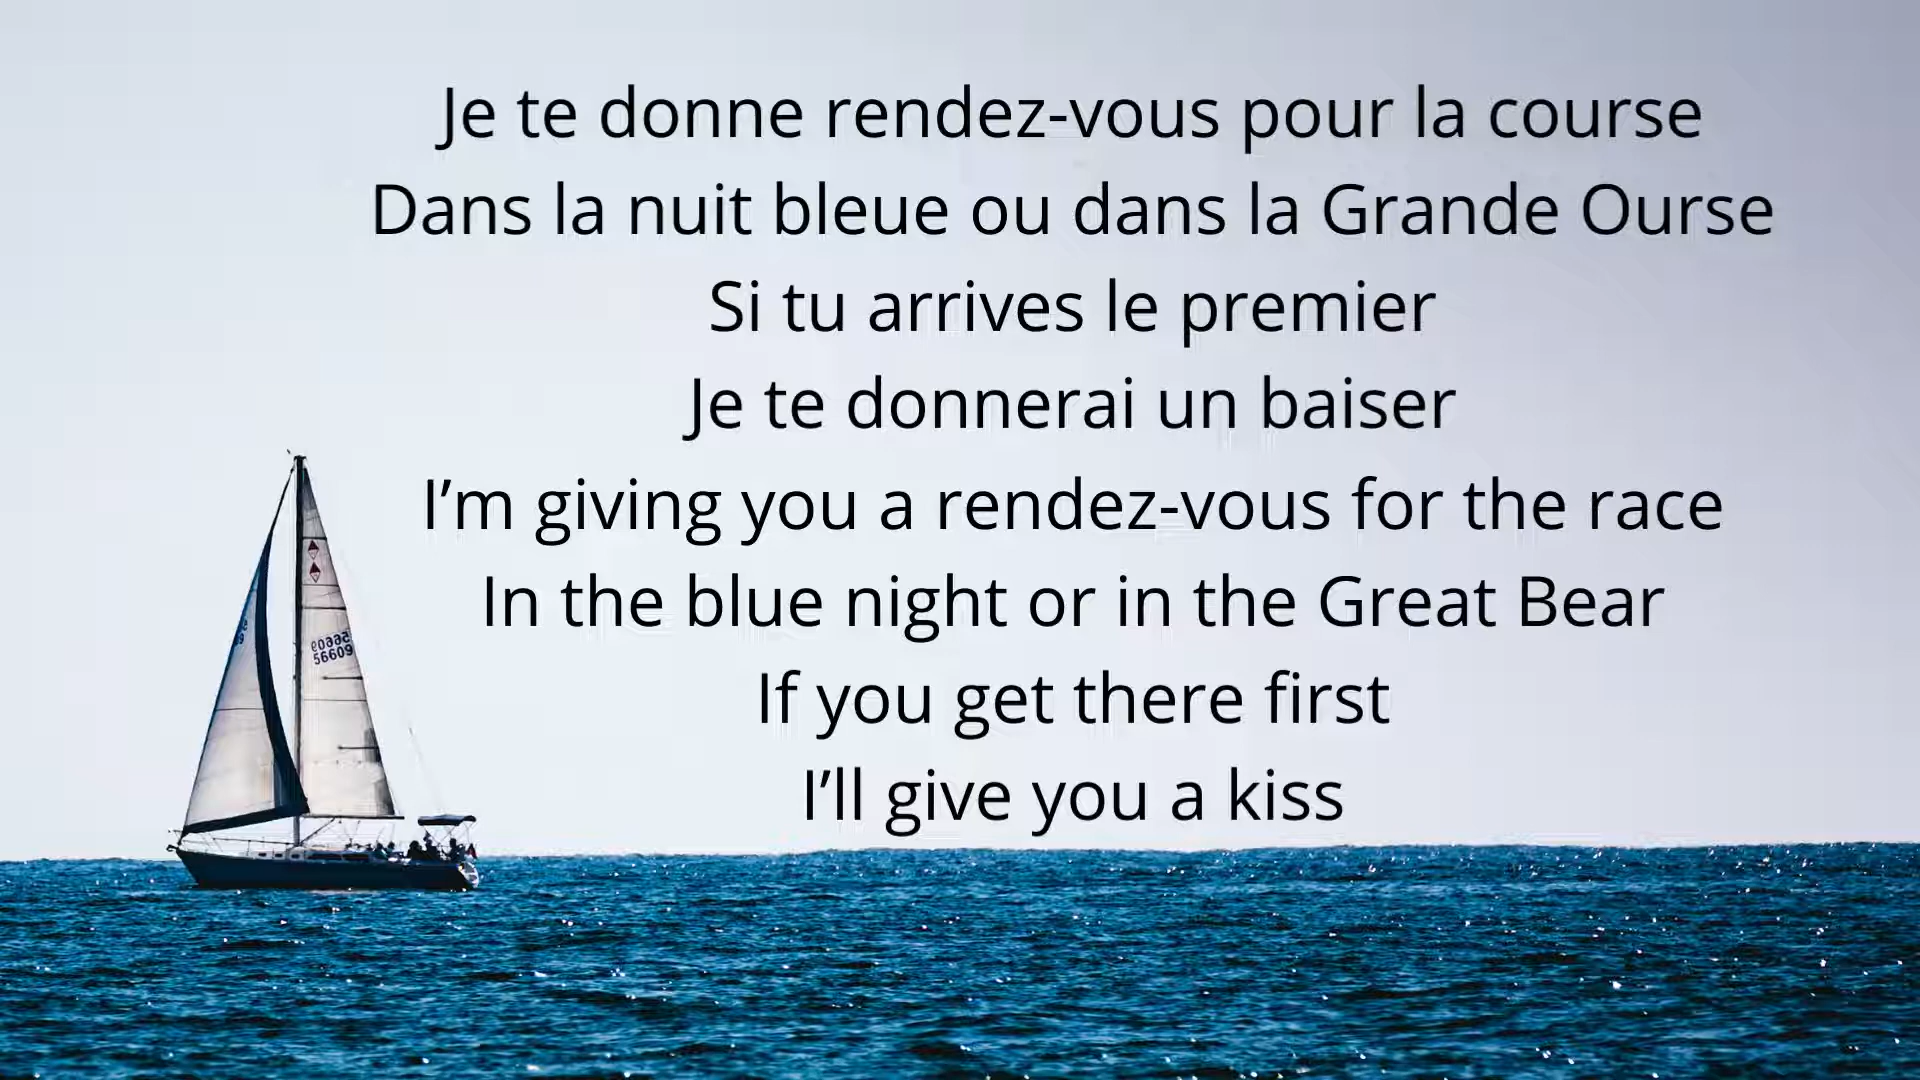 Je te donne rendez-vous pour la course
Dans la nuit bleue ou dans la Grande Ourse
Si tu arrives le premier
Je te donnerai un baiser
I’m giving you a rendez-vous for the race
In the blue night or in the Great Bear
If you get there first
I’ll give you a kiss
56609
56609